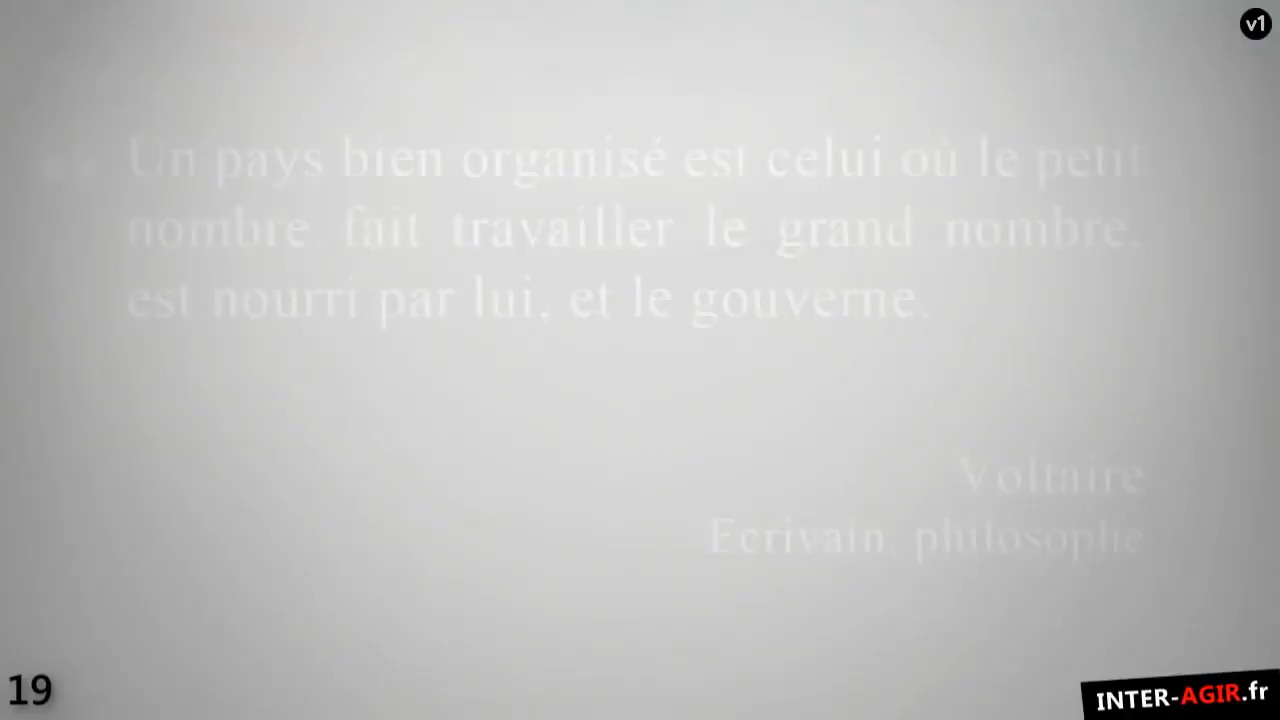 v1
Un pays bien organisé est celui où le petit
nombre fait travailler le grand nombre,
est nourri par lui, et le gouverne.
Voltaire
Ecrivain, philosophe
19
INTER-AGIR.fr